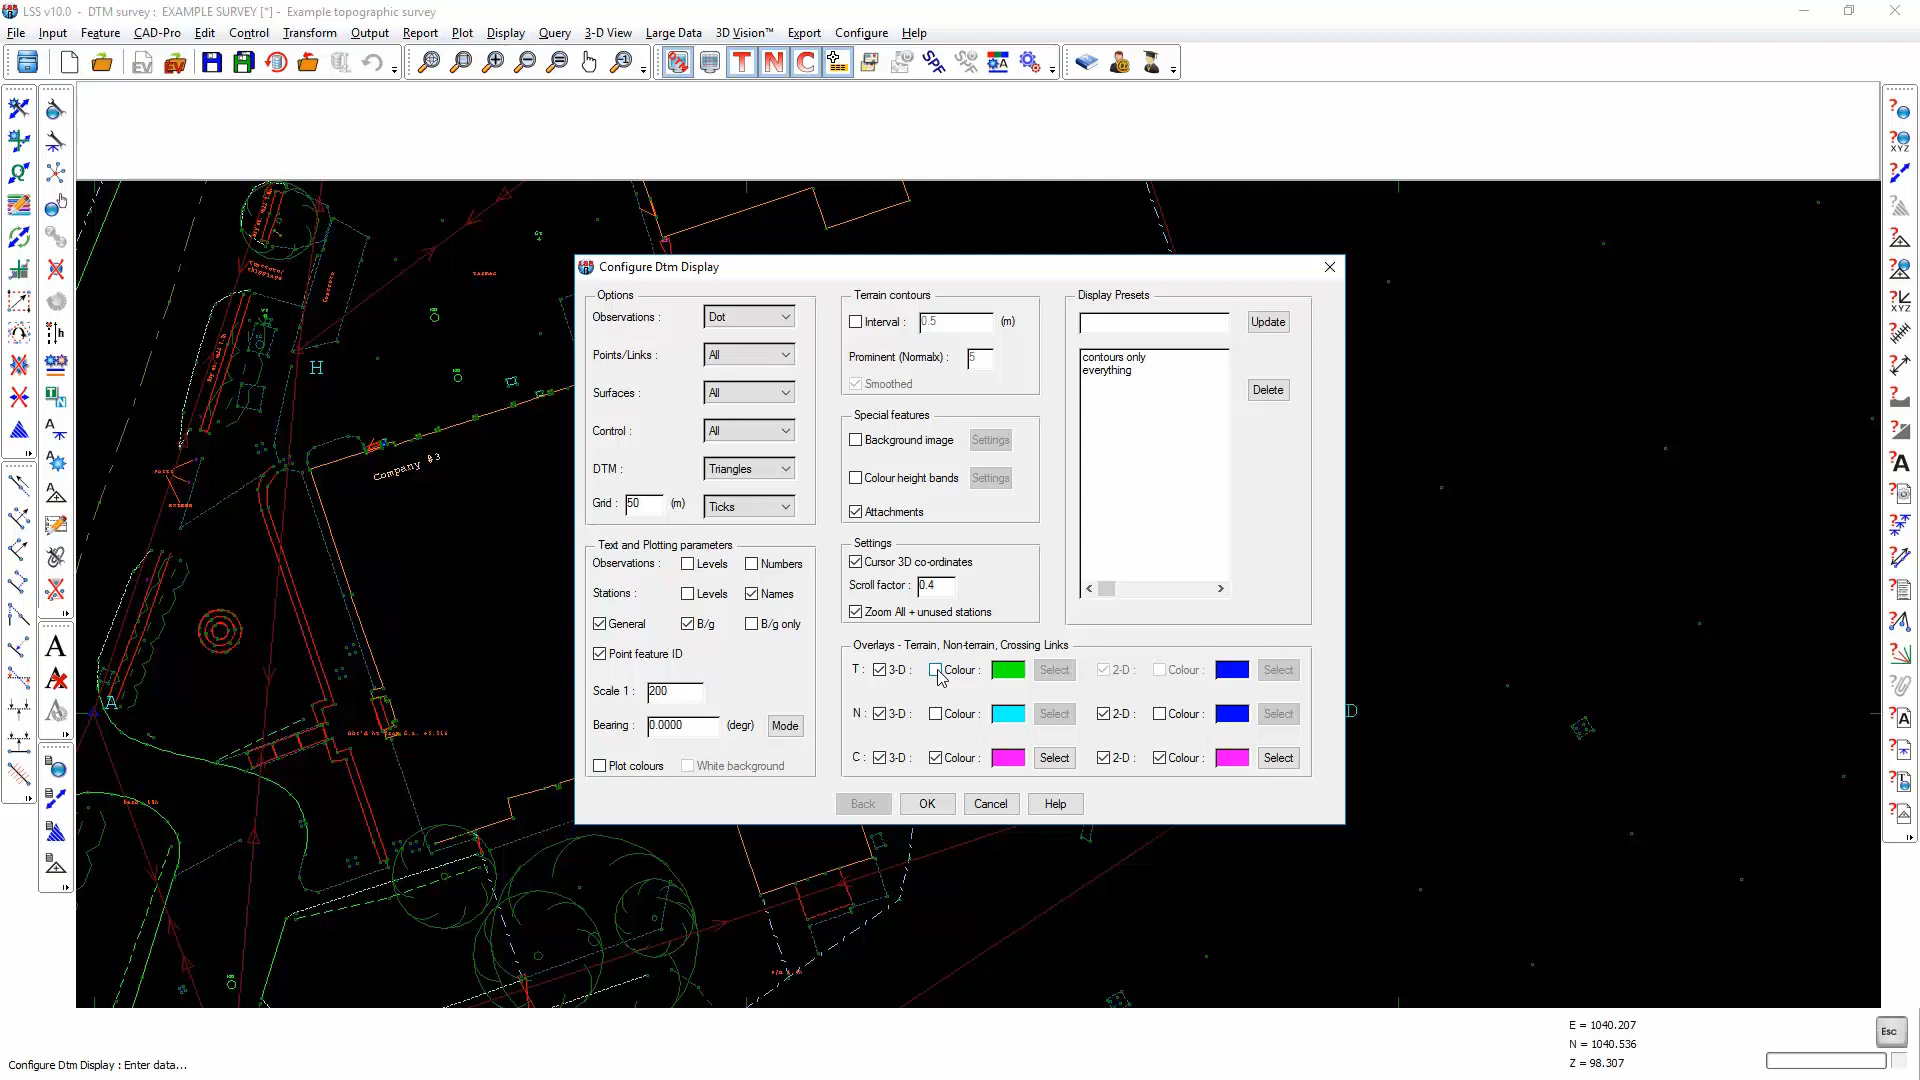 LSS v10.0 - DTM survey : EXAMPLE SURVEY [*] - Example topographic survey
File Input Feature CAD-Pro Edit Control Transform Output Report Plot Display Query 3-D View Large Data 3D Vision™ Export Configure Help
EV EV T N C SPF
H
Company #3
A
D
Configure Dtm Display
Options
Observations : Dot
Points/Links : All
Surfaces : All
Control : All
DTM : Triangles
Grid : 50 (m) Ticks
Text and Plotting parameters
Observations : Levels Numbers
Stations : Levels Names
General B/g B/g only
Point feature ID
Scale 1 : 200
Bearing : 0.0000 (degr) Mode
Plot colours White background
Terrain contours
Interval : 0.5 (m)
Prominent (Normalx) : 5
Smoothed
Special features
Background image Settings
Colour height bands Settings
Attachments
Settings
Cursor 3D co-ordinates
Scroll factor : 0.4
Zoom All + unused stations
Display Presets
Update
contours only
everything
Delete
Overlays - Terrain, Non-terrain, Crossing Links
T : 3-D : Colour : Select 2-D : Colour : Select
N : 3-D : Colour : Select 2-D : Colour : Select
C : 3-D : Colour : Select 2-D : Colour : Select
Back OK Cancel Help
E = 1040.207
N = 1040.536
Z = 98.307
Esc
Configure Dtm Display : Enter data...